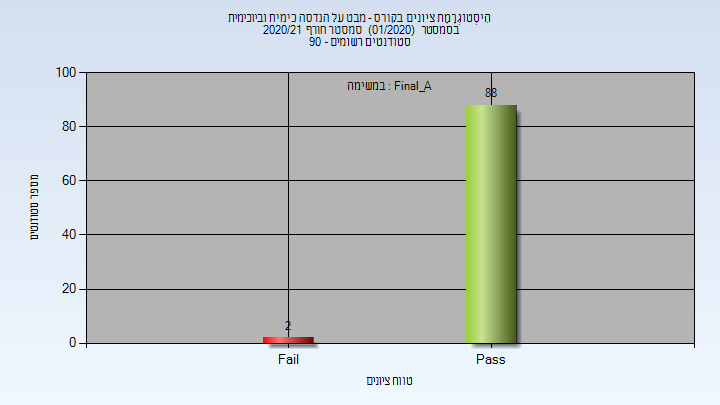 היסטוגרמת ציונים בקורס - מבט על הנדסה כימית וביוכימית
בסמסטר (01/2020) סמסטר חורף 2020/21
סטודנטים רשומים - 90
במשימה : Final_A
100
80
60
40
20
0
מספר סטודנטים
2
88
Fail
Pass
טווח ציונים